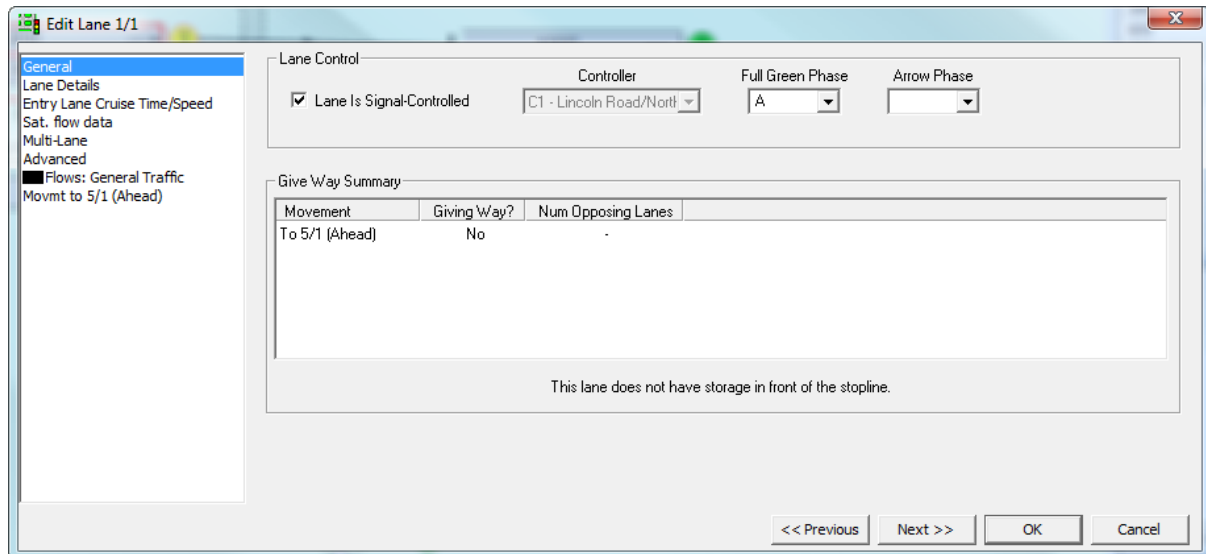 Edit Lane 1/1
X
General
Lane Details
Entry Lane Cruise Time/Speed
Sat. flow data
Multi-Lane
Advanced
Flows: General Traffic
Movmt to 5/1 (Ahead)
Lane Control
Controller Full Green Phase Arrow Phase
Lane Is Signal-Controlled C1 - Lincoln Road/North A
Give Way Summary
Movement Giving Way? Num Opposing Lanes
To 5/1 (Ahead) No -
This lane does not have storage in front of the stopline.
<< Previous Next >> OK Cancel